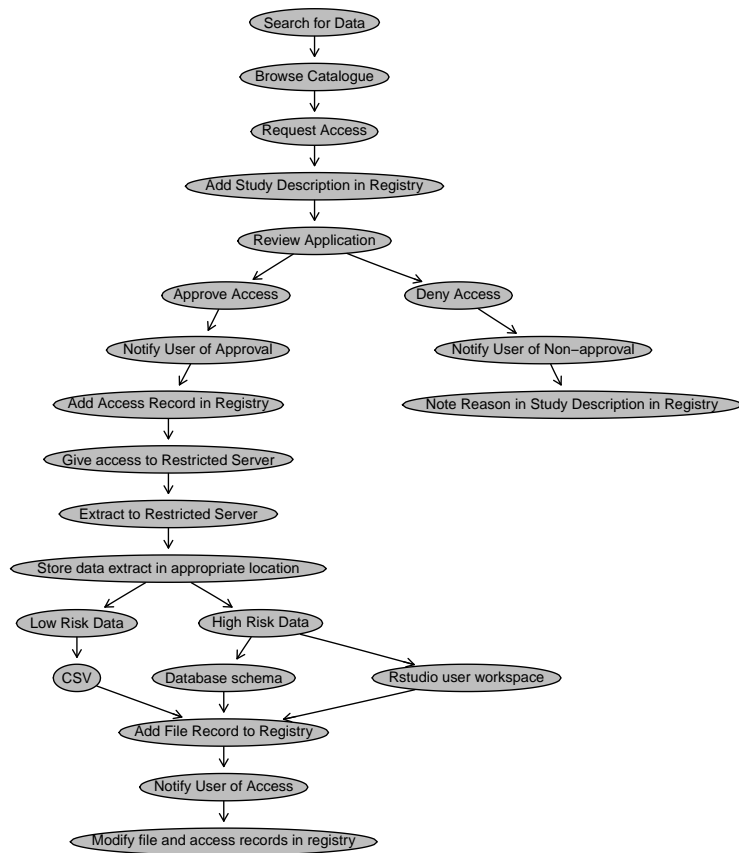 Search for Data
Browse Catalogue
Request Access
Add Study Description in Registry
Review Application
Approve Access
Deny Access
Notify User of Approval
Notify User of Non−approval
Add Access Record in Registry
Note Reason in Study Description in Registry
Give access to Restricted Server
Extract to Restricted Server
Store data extract in appropriate location
Low Risk Data
High Risk Data
CSV
Database schema
Rstudio user workspace
Add File Record to Registry
Notify User of Access
Modify file and access records in registry